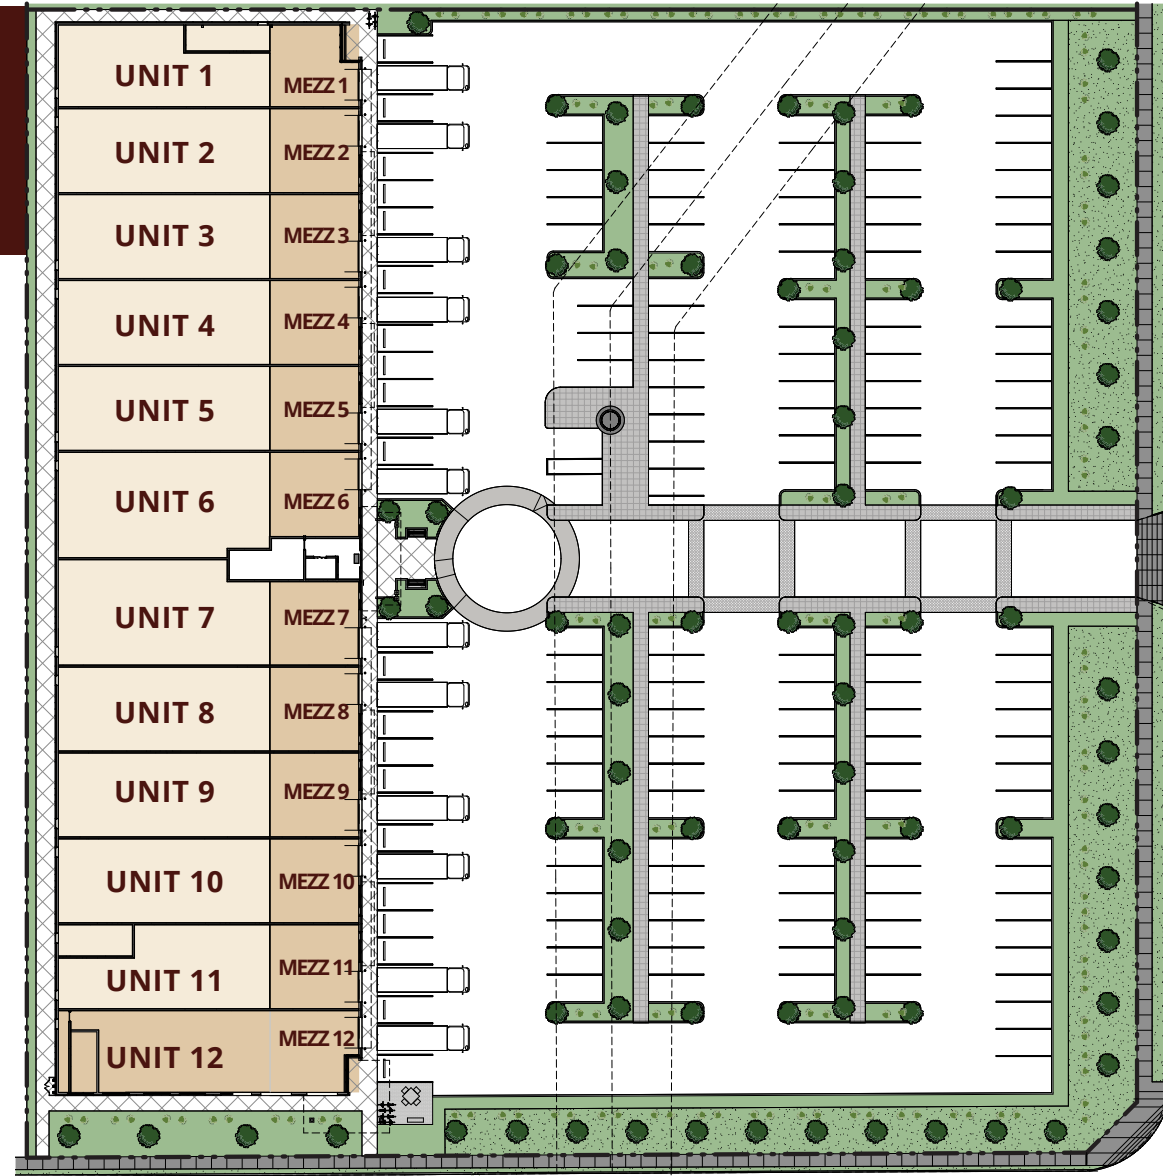 UNIT 1
MEZZ 1
UNIT 2
MEZZ 2
UNIT 3
MEZZ 3
UNIT 4
MEZZ 4
UNIT 5
MEZZ 5
UNIT 6
MEZZ 6
UNIT 7
MEZZ 7
UNIT 8
MEZZ 8
UNIT 9
MEZZ 9
UNIT 10
MEZZ 10
UNIT 11
MEZZ 11
UNIT 12
MEZZ 12